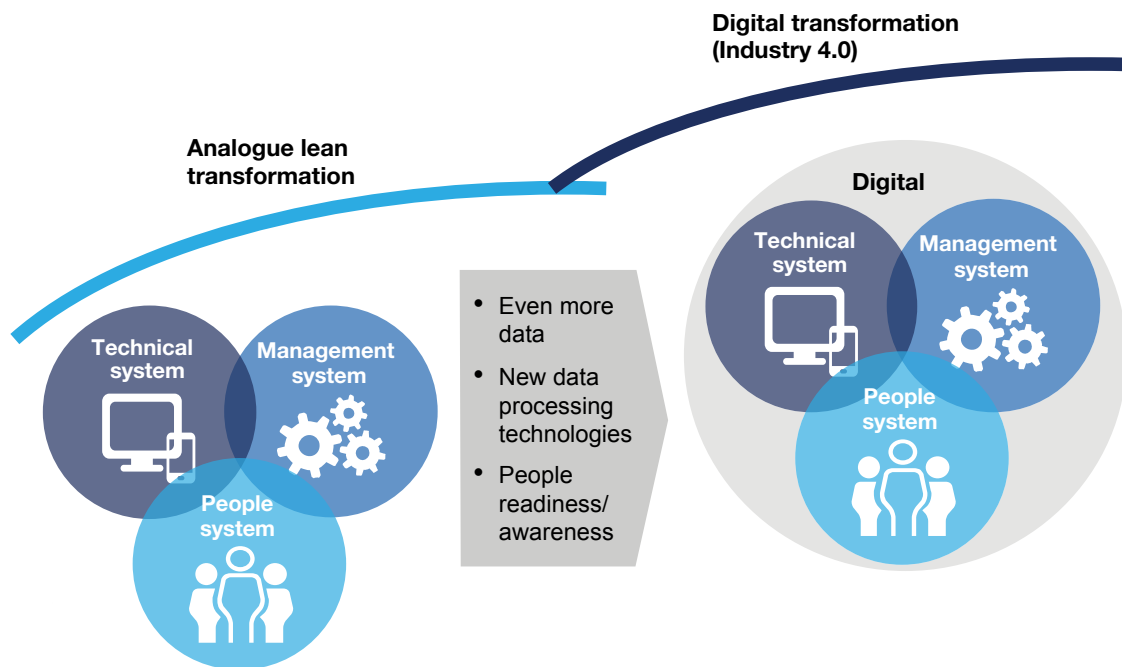 Digital transformation
(Industry 4.0)
Analogue lean
transformation
Technical
system
Management
system
People
system
• Even more
data
• New data
processing
technologies
• People
readiness/
awareness
Digital
Technical
system
Management
system
People
system